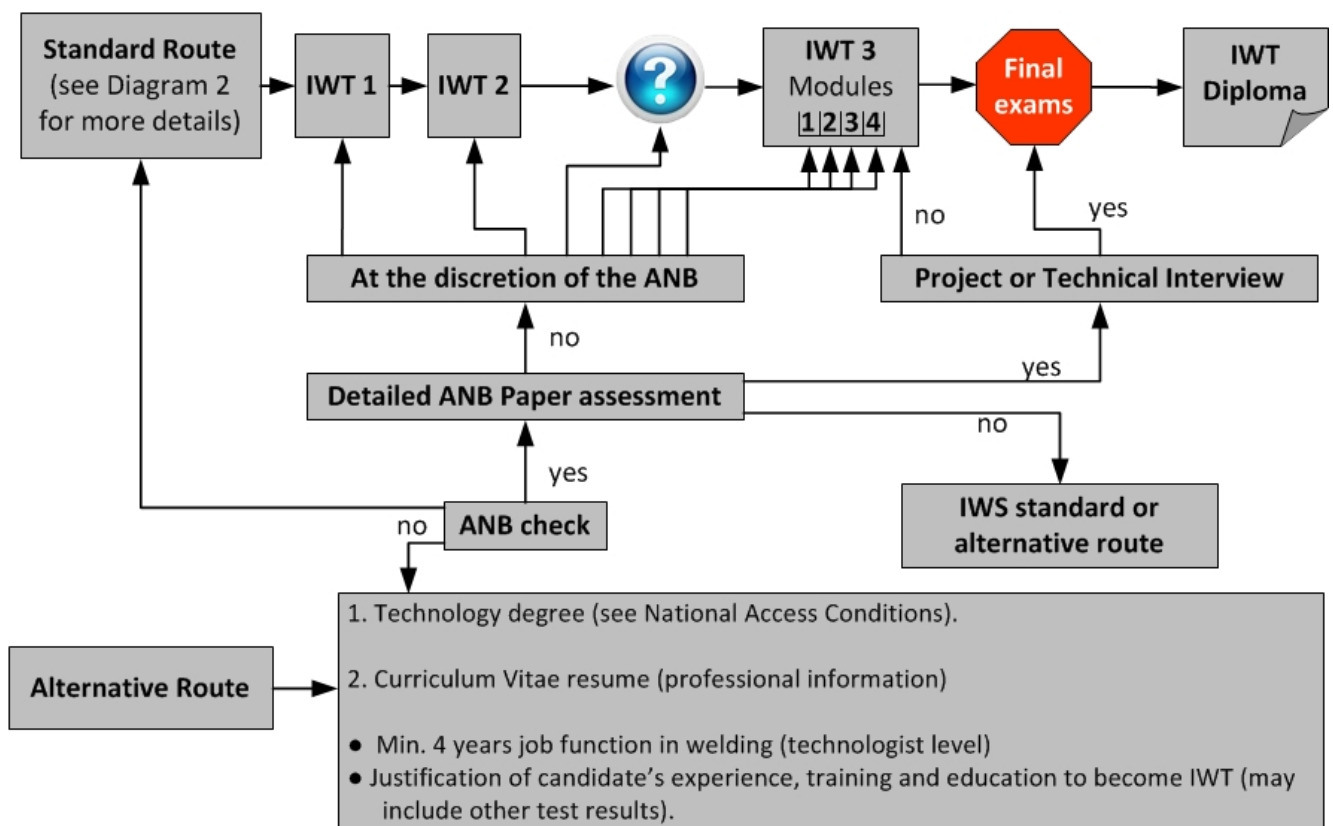 Standard Route
(see Diagram 2
for more details)
IWT 1
IWT 2
?
IWT 3
Modules
1 2 3 4
Final
exams
IWT
Diploma
no
yes
At the discretion of the ANB
Project or Technical Interview
no
yes
Detailed ANB Paper assessment
no
yes
no
ANB check
IWS standard or
alternative route
Alternative Route
1. Technology degree (see National Access Conditions).
2. Curriculum Vitae resume (professional information)
● Min. 4 years job function in welding (technologist level)
● Justification of candidate’s experience, training and education to become IWT (may
include other test results).